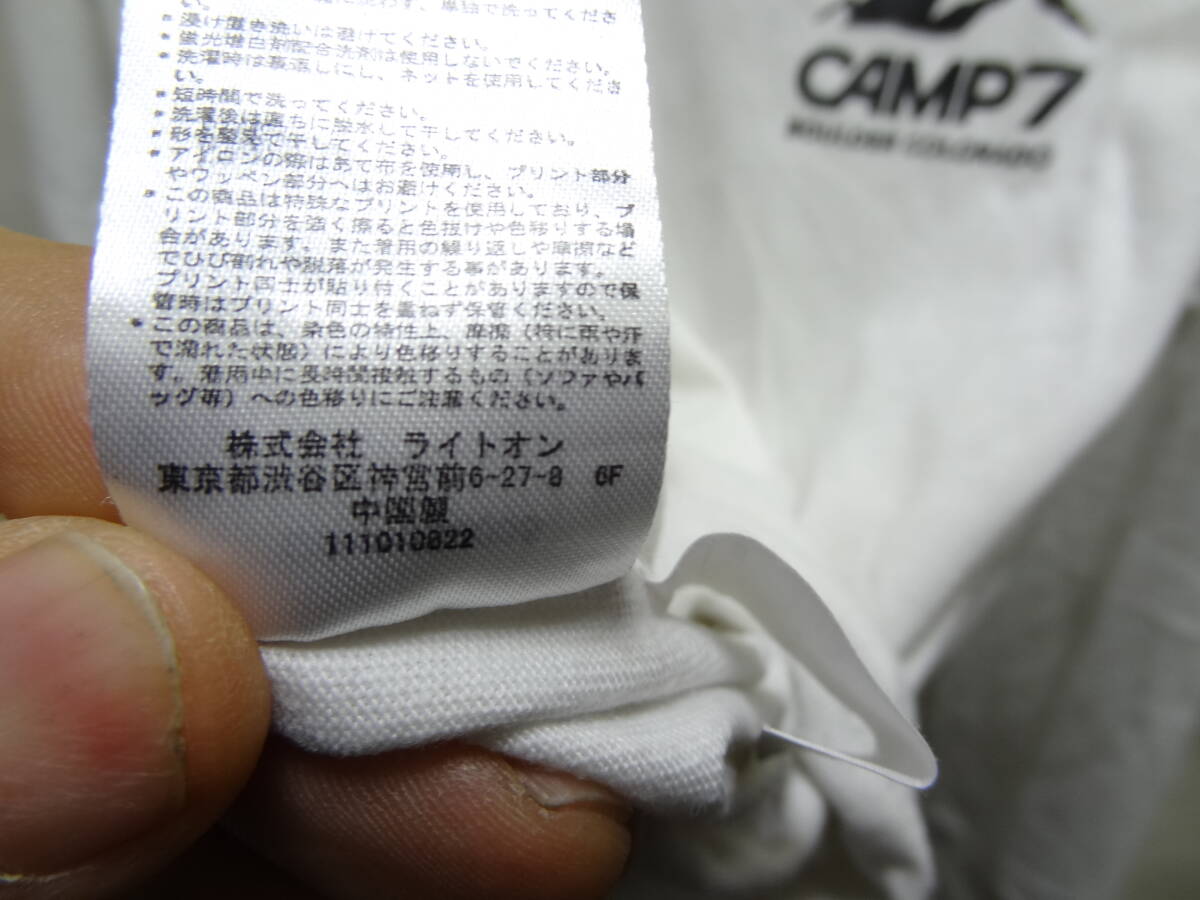 に洗わず、単独で洗ってくださ
い。
* 浸け置き洗いは避けてください。
* 蛍光増白剤配合洗剤は使用しないでください。
* 洗濯時は裏返しにし、ネットを使用してくださ
い。
* 短時間で洗ってください。
* 洗濯後は直ちに脱水して干してください。
* 形を整えて干してください。
* アイロンの際はあて布を使用し、プリント部分
やワッペン部分へはお避けください。
* この商品は特殊なプリントを使用しており、プ
リント部分を強く擦ると色抜けや色移りする場
合があります。また着用の繰り返しや摩擦など
でひび割れや脱落が発生する事があります。
プリント同士が貼り付くことがありますので保
管時はプリント同士を重ねず保管ください。
* この商品は、染色の特性上、摩擦（特に雨や汗
で濡れた状態）により色移りすることがありま
す。着用中に長時間接触するもの（ソファやバ
ッグ等）への色移りにご注意ください。
株式会社 ライトオン
東京都渋谷区神宮前6-27-8 6F
中国製
111010822
CAMP7
BOULDER COLORADO